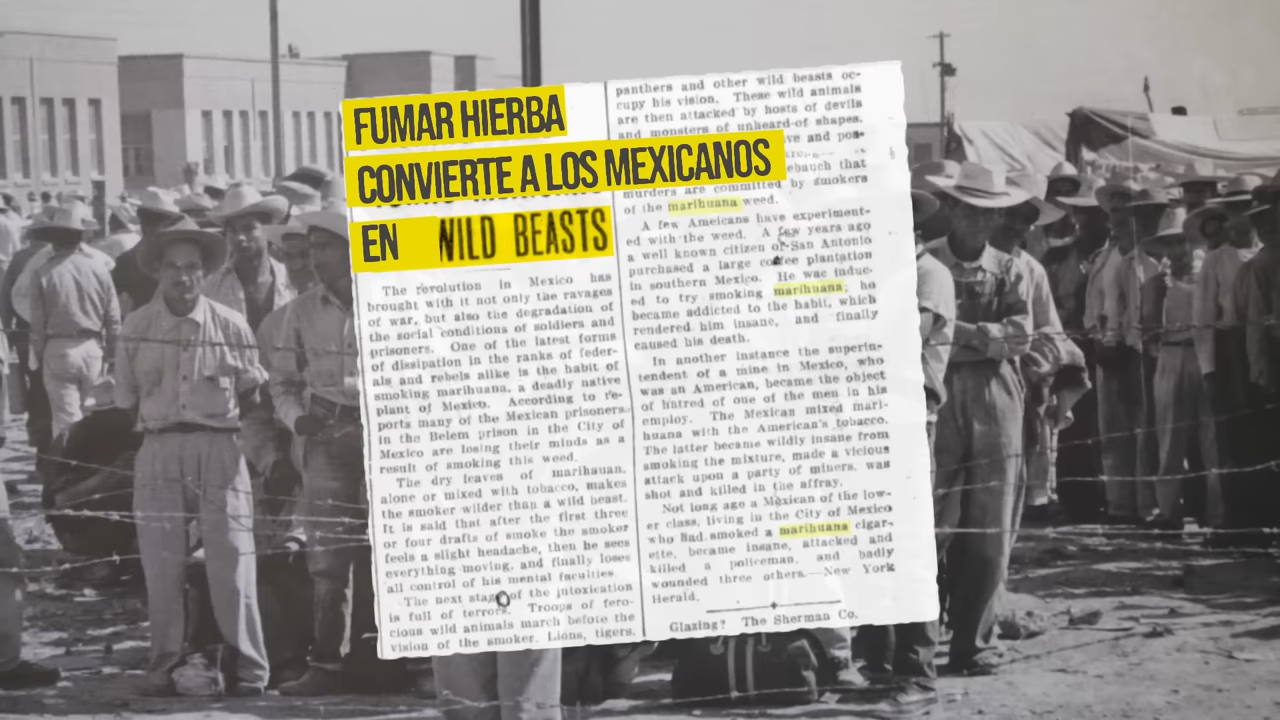 FUMAR HIERBA
CONVIERTE A LOS MEXICANOS
EN WILD BEASTS
The revolution in Mexico has
brought with it not only the ravages
of war, but also the degradation of
the social conditions of soldiers and
prisoners. One of the latest forms
of dissipation in the ranks of feder-
als and rebels alike is the habit of
smoking marihuana, a deadly native
plant of Mexico. According to re-
ports many of the Mexican prisoners
in the Belem prison in the City of
Mexico are losing their minds as a
result of smoking this weed.
The dry leaves of marihauan,
alone or mixed with tobacco, makes
the smoker wilder than a wild beast.
It is said that after the first three
or four drafts of smoke the smoker
feels a slight headache, then he sees
everything moving, and finally loses
all control of his mental faculties.
The next stage of the intoxication
is full of terrors. Troops of fero-
cious wild animals march before the
vision of the smoker. Lions, tigers,
panthers and other wild beasts oc-
cupy his vision. These wild animals
are then attacked by hosts of devils
and monsters of unheard-of shapes.
murders are committed by smokers
of the marihuana weed.
A few Ameicans have experiment-
ed with the weed. A few years ago
a well known citizen of San Antonio
purchased a large coffee plantation
in southern Mexico. He was induc-
ed to try smoking marihuana; he
became addicted to the habit, which
rendered him insane, and finally
caused his death.
In another instance the superin-
tendent of a mine in Mexico, who
was an American, became the object
of hatred of one of the men in his
employ. The Mexican mixed mari-
huana with the American's tobacco.
The latter became wildly insane from
smoking the mixture, made a vicious
attack upon a party of miners, was
shot and killed in the affray.
Not long ago a Mexican of the low-
er class, living in the City of Mexico
who had smoked a marihuana cigar-
ette, became insane, attacked and
killed a policeman, and badly
wounded three others.—New York
Herald.
Glazing? The Sherman Co.